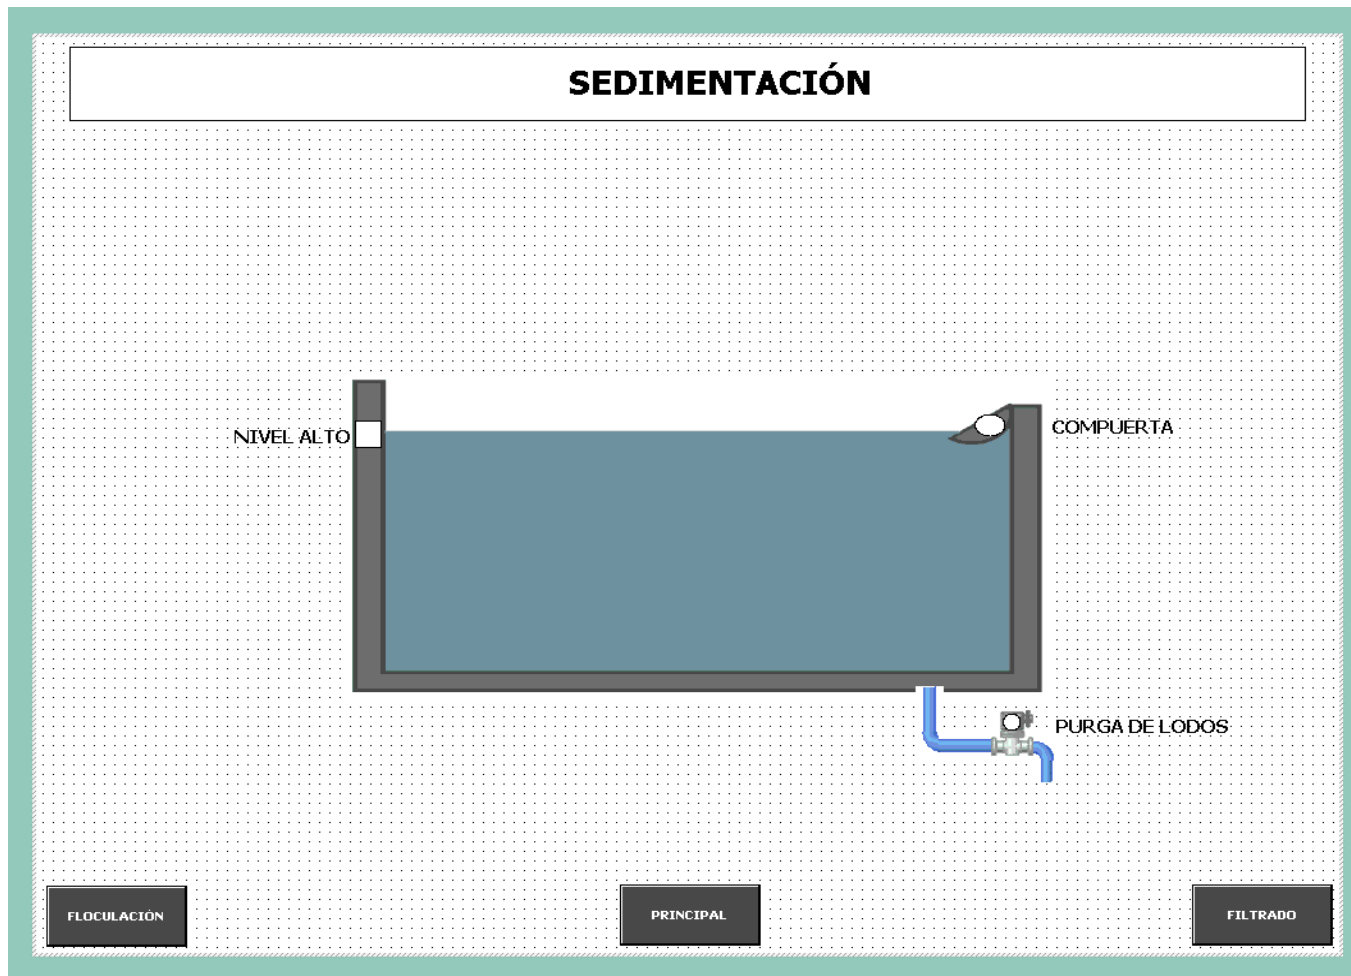 SEDIMENTACIÓN
NIVEL ALTO
COMPUERTA
PURGA DE LODOS
FLOCULACIÓN
PRINCIPAL
FILTRADO